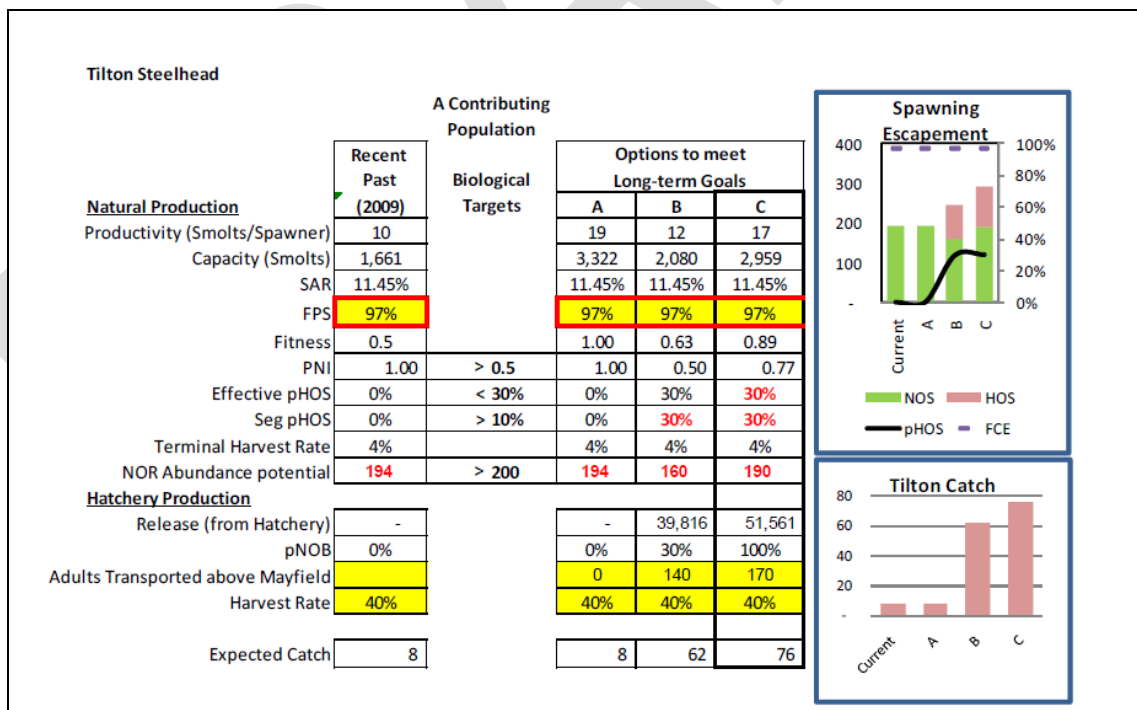 Tilton Steelhead
A Contributing
Population
Recent Options to meet
Past Biological Long-term Goals
Natural Production (2009) Targets A B C
Productivity (Smolts/Spawner) 10 19 12 17
Capacity (Smolts) 1,661 3,322 2,080 2,959
SAR 11.45% 11.45% 11.45% 11.45%
FPS 97% 97% 97% 97%
Fitness 0.5 1.00 0.63 0.89
PNI 1.00 > 0.5 1.00 0.50 0.77
Effective pHOS 0% < 30% 0% 30% 30%
Seg pHOS 0% > 10% 0% 30% 30%
Terminal Harvest Rate 4% 4% 4% 4%
NOR Abundance potential 194 > 200 194 160 190
Hatchery Production
Release (from Hatchery) - - 39,816 51,561
pNOB 0% 0% 30% 100%
Adults Transported above Mayfield 0 140 170
Harvest Rate 40% 40% 40% 40%
Expected Catch 8 8 62 76
Spawning
Escapement
400 100%
300 80%
60%
200 40%
100 20%
- 0%
Current A B C
NOS HOS
pHOS FCE
Tilton Catch
80
60
40
20
-
Current A B C